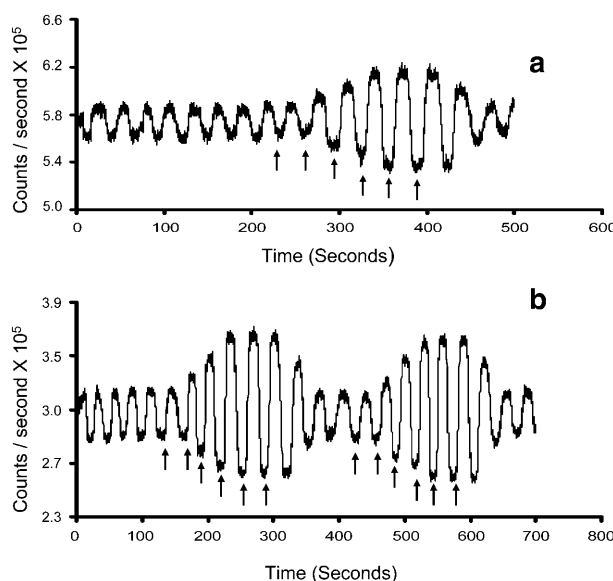 a
Counts / second X 10⁵
6.6
6.2
5.8
5.4
5.0
0 100 200 300 400 500 600
Time (Seconds)
b
Counts / second X 10⁵
3.9
3.5
3.0
2.7
2.3
0 100 200 300 400 500 600 700 800
Time (Seconds)